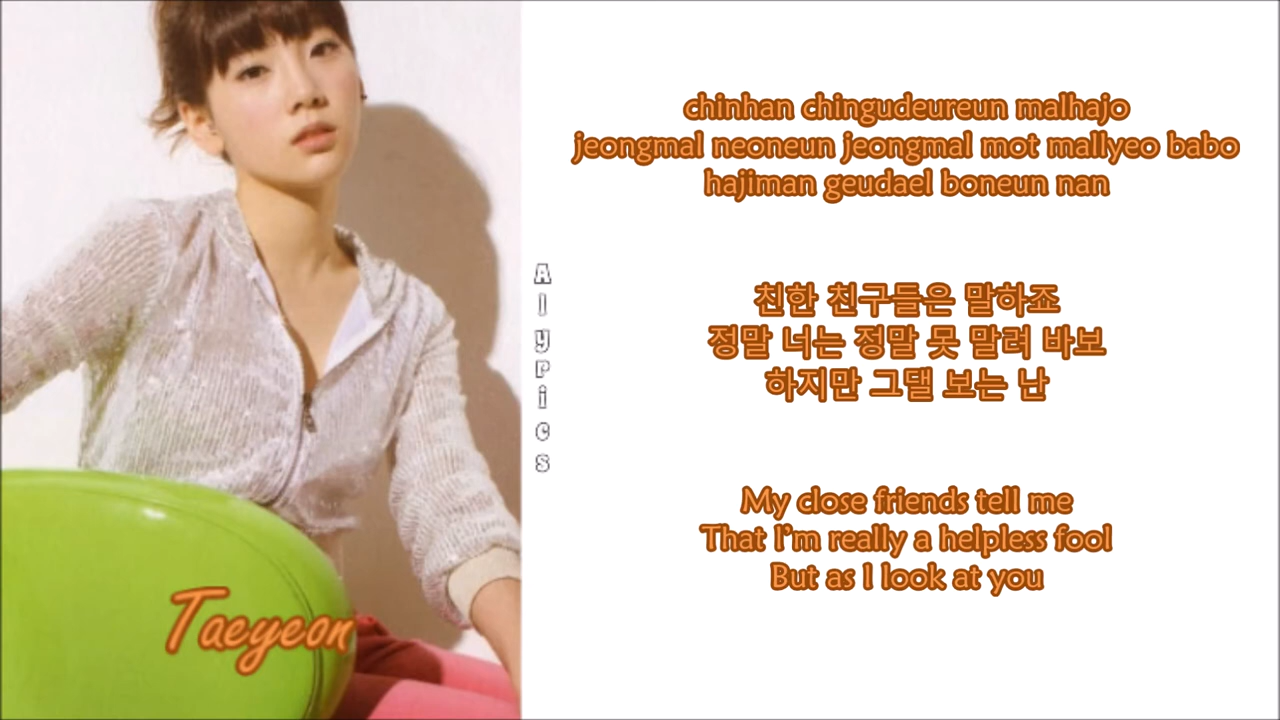 Taeyeon
Alyrics
chinhan chingudeureun malhajo
jeongmal neoneun jeongmal mot mallyeo babo
hajiman geudael boneun nan
친한 친구들은 말하죠
정말 너는 정말 못 말려 바보
하지만 그댈 보는 난
My close friends tell me
That I'm really a helpless fool
But as I look at you